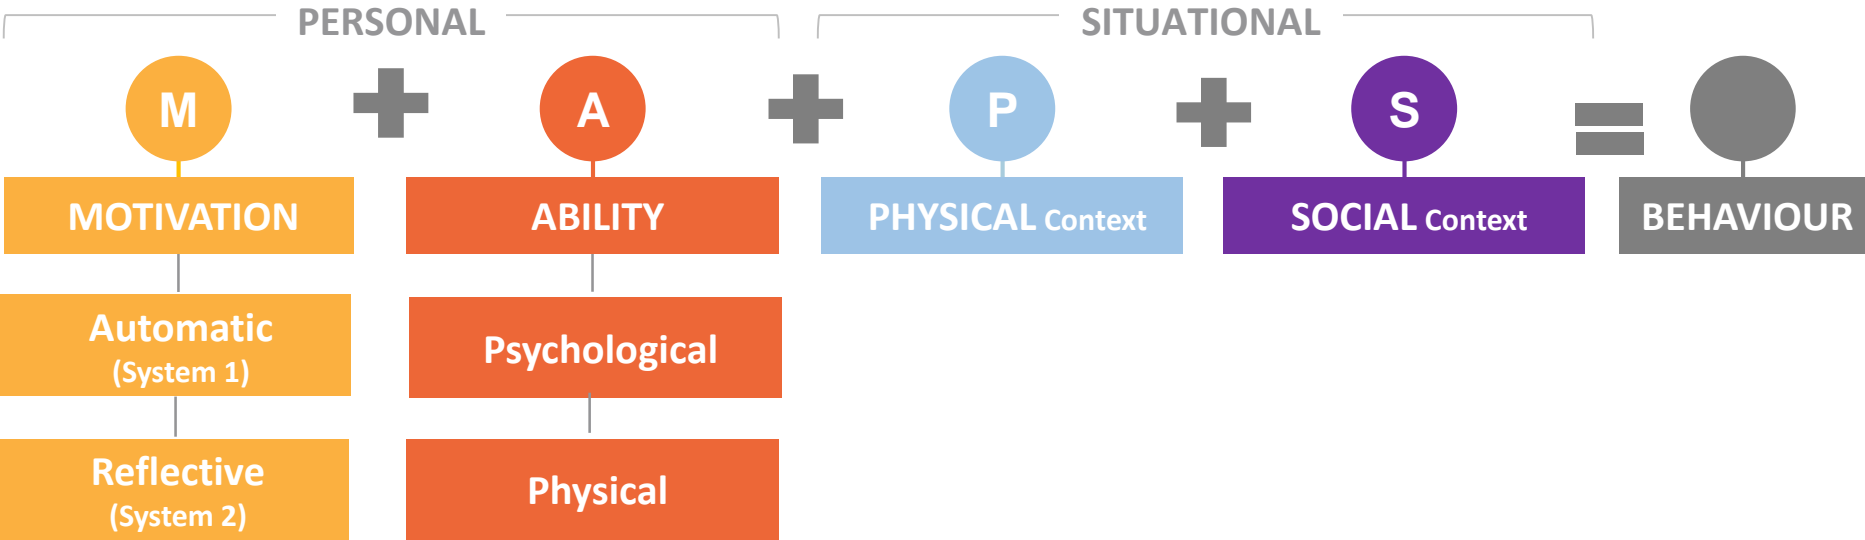 PERSONAL
SITUATIONAL
M
A
P
S
MOTIVATION
ABILITY
PHYSICAL Context
SOCIAL Context
BEHAVIOUR
Automatic
(System 1)
Psychological
Reflective
(System 2)
Physical